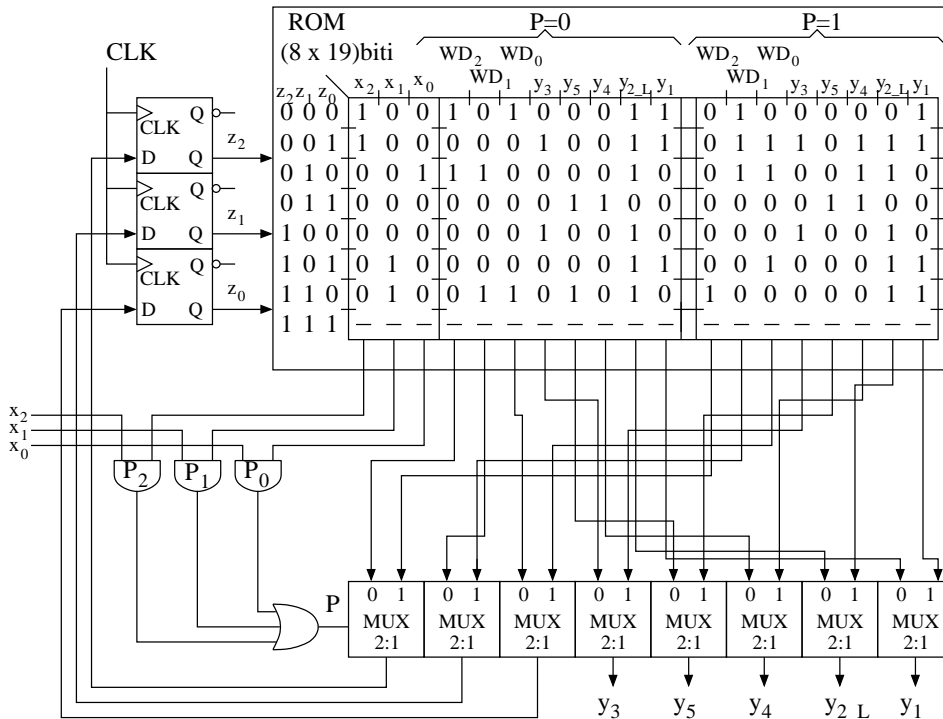 ROM
(8 x 19)biti
P=0
P=1
CLK
WD2 WD0 WD2 WD0
WD1 WD1
z2 z1 z0 x2 x1 x0 y3 y5 y4 y2_L y1 y3 y5 y4 y2_L y1
0 0 0 1 0 0 1 0 1 0 0 0 1 1 0 1 0 0 0 0 0 1
0 0 1 1 0 0 0 0 0 1 0 0 1 1 0 1 1 1 0 1 1 1
0 1 0 0 0 1 1 1 0 0 0 0 1 0 0 1 1 0 0 1 1 0
0 1 1 0 0 0 0 0 0 0 1 1 0 0 0 0 0 0 1 1 0 0
1 0 0 0 0 0 0 0 0 1 0 0 1 0 0 0 0 1 0 0 1 0
1 0 1 0 1 0 0 0 0 0 0 0 1 1 0 0 1 0 0 0 1 1
1 1 0 0 1 0 0 1 1 0 1 0 1 0 1 0 0 0 0 0 1 1
1 1 1 – – – – – – – – – – – – – – – – – – –
CLK Q
D Q z2
CLK Q
D Q z1
CLK Q
D Q z0
x2
x1
x0
P2 P1 P0
P
0 1 0 1 0 1 0 1 0 1 0 1 0 1 0 1
MUX MUX MUX MUX MUX MUX MUX MUX
2:1 2:1 2:1 2:1 2:1 2:1 2:1 2:1
y3 y5 y4 y2_L y1